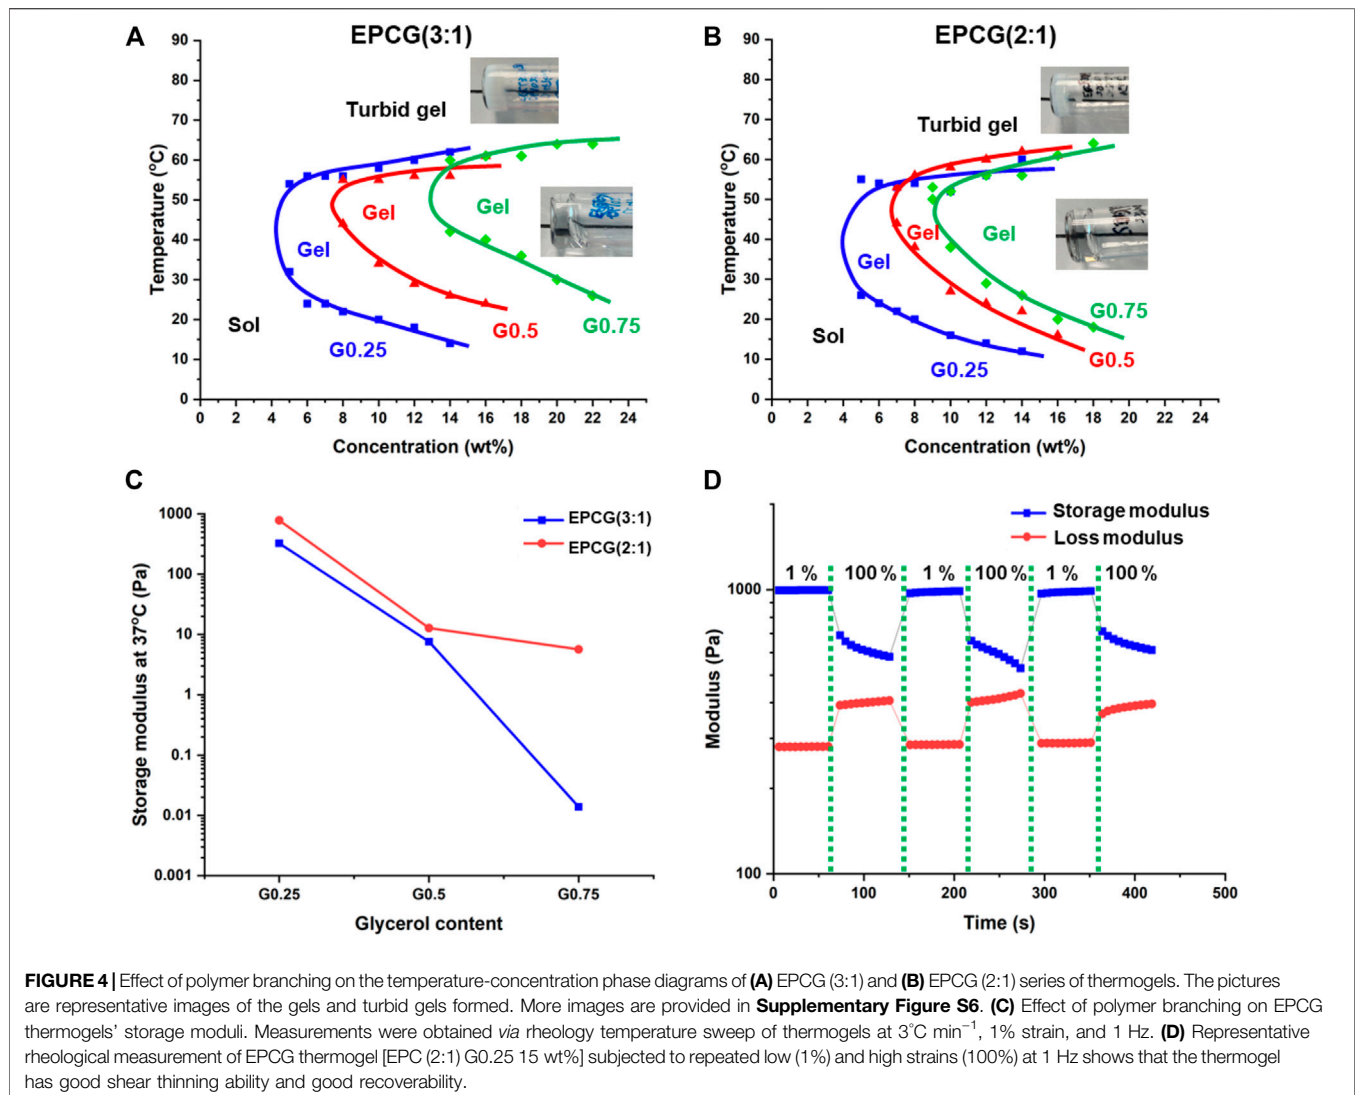 A
EPCG(3:1)
90
80
70
60
50
40
30
20
10
0
Temperature (°C)
Turbid gel
Gel
Gel
Gel
Sol
G0.25
G0.5
G0.75
0 2 4 6 8 10 12 14 16 18 20 22 24
Concentration (wt%)
B
EPCG(2:1)
90
80
70
60
50
40
30
20
10
0
Temperature (°C)
Turbid gel
Gel
Gel
Gel
Sol
G0.25
G0.5
G0.75
0 2 4 6 8 10 12 14 16 18 20 22 24
Concentration (wt%)
C
1000
100
10
1
0.1
0.01
0.001
Storage modulus at 37°C (Pa)
EPCG(3:1)
EPCG(2:1)
G0.25 G0.5 G0.75
Glycerol content
D
Storage modulus
Loss modulus
1 % 100 % 1 % 100 % 1 % 100 %
1000
100
Modulus (Pa)
0 100 200 300 400 500
Time (s)
FIGURE 4 | Effect of polymer branching on the temperature-concentration phase diagrams of (A) EPCG (3:1) and (B) EPCG (2:1) series of thermogels. The pictures
are representative images of the gels and turbid gels formed. More images are provided in Supplementary Figure S6. (C) Effect of polymer branching on EPCG
thermogels' storage moduli. Measurements were obtained via rheology temperature sweep of thermogels at 3°C min−1, 1% strain, and 1 Hz. (D) Representative
rheological measurement of EPCG thermogel [EPC (2:1) G0.25 15 wt%] subjected to repeated low (1%) and high strains (100%) at 1 Hz shows that the thermogel
has good shear thinning ability and good recoverability.